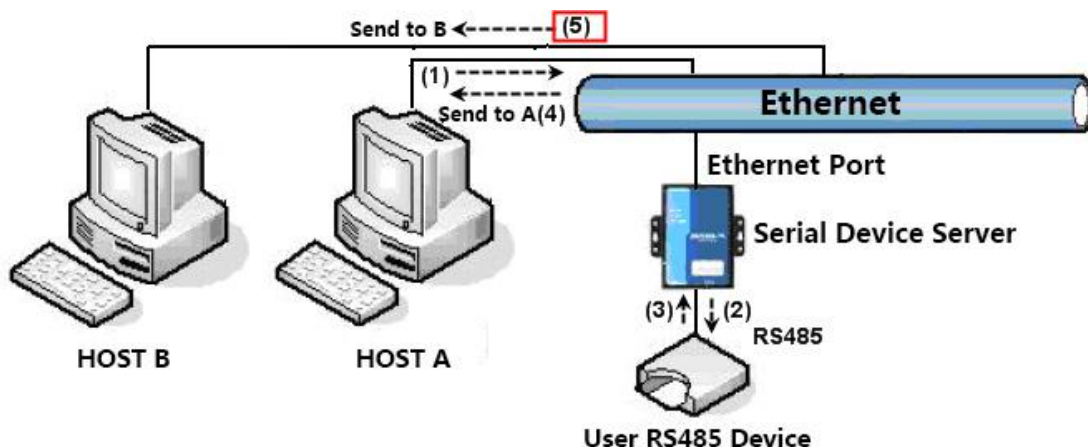 Send to B (5)
(1)
Send to A(4)
Ethernet
Ethernet Port
Serial Device Server
(3) (2)
RS485
HOST B HOST A
User RS485 Device